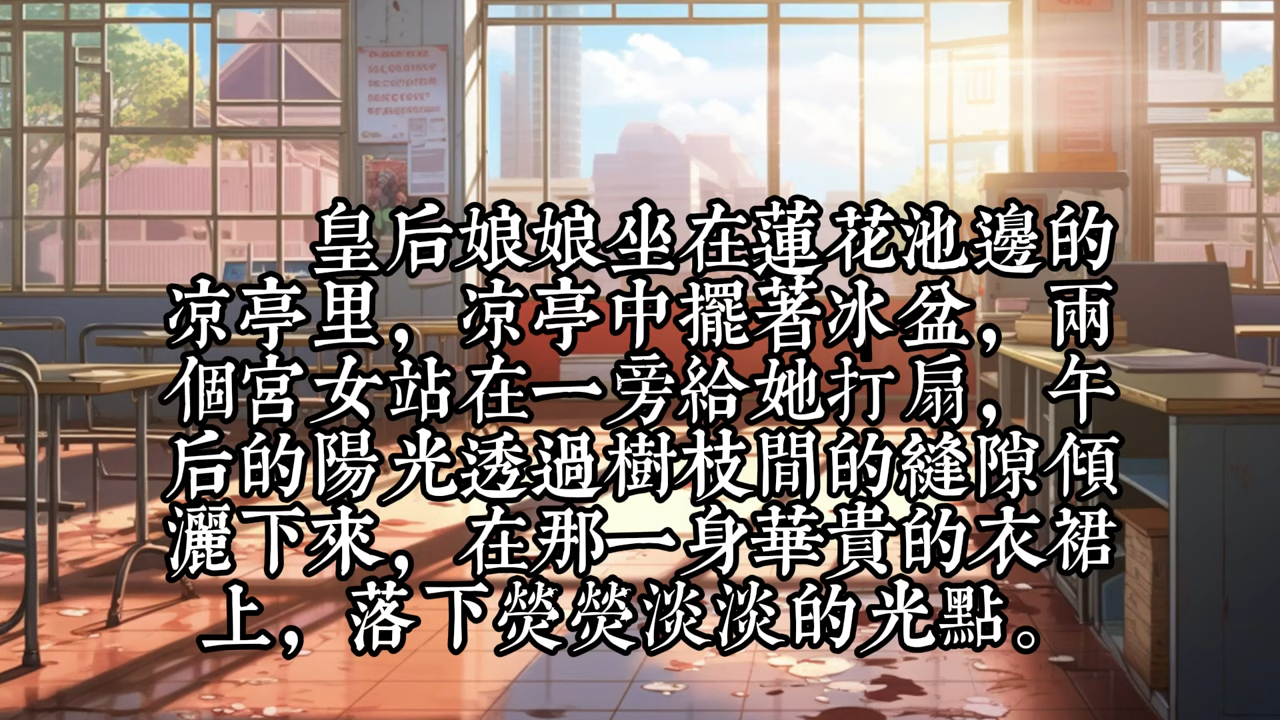 皇后娘娘坐在蓮花池邊的
凉亭里，凉亭中擺著冰盆，兩
個宮女站在一旁給她打扇，午
后的陽光透過樹枝間的縫隙傾
灑下來，在那一身華貴的衣裙
上，落下熒熒淡淡的光點。